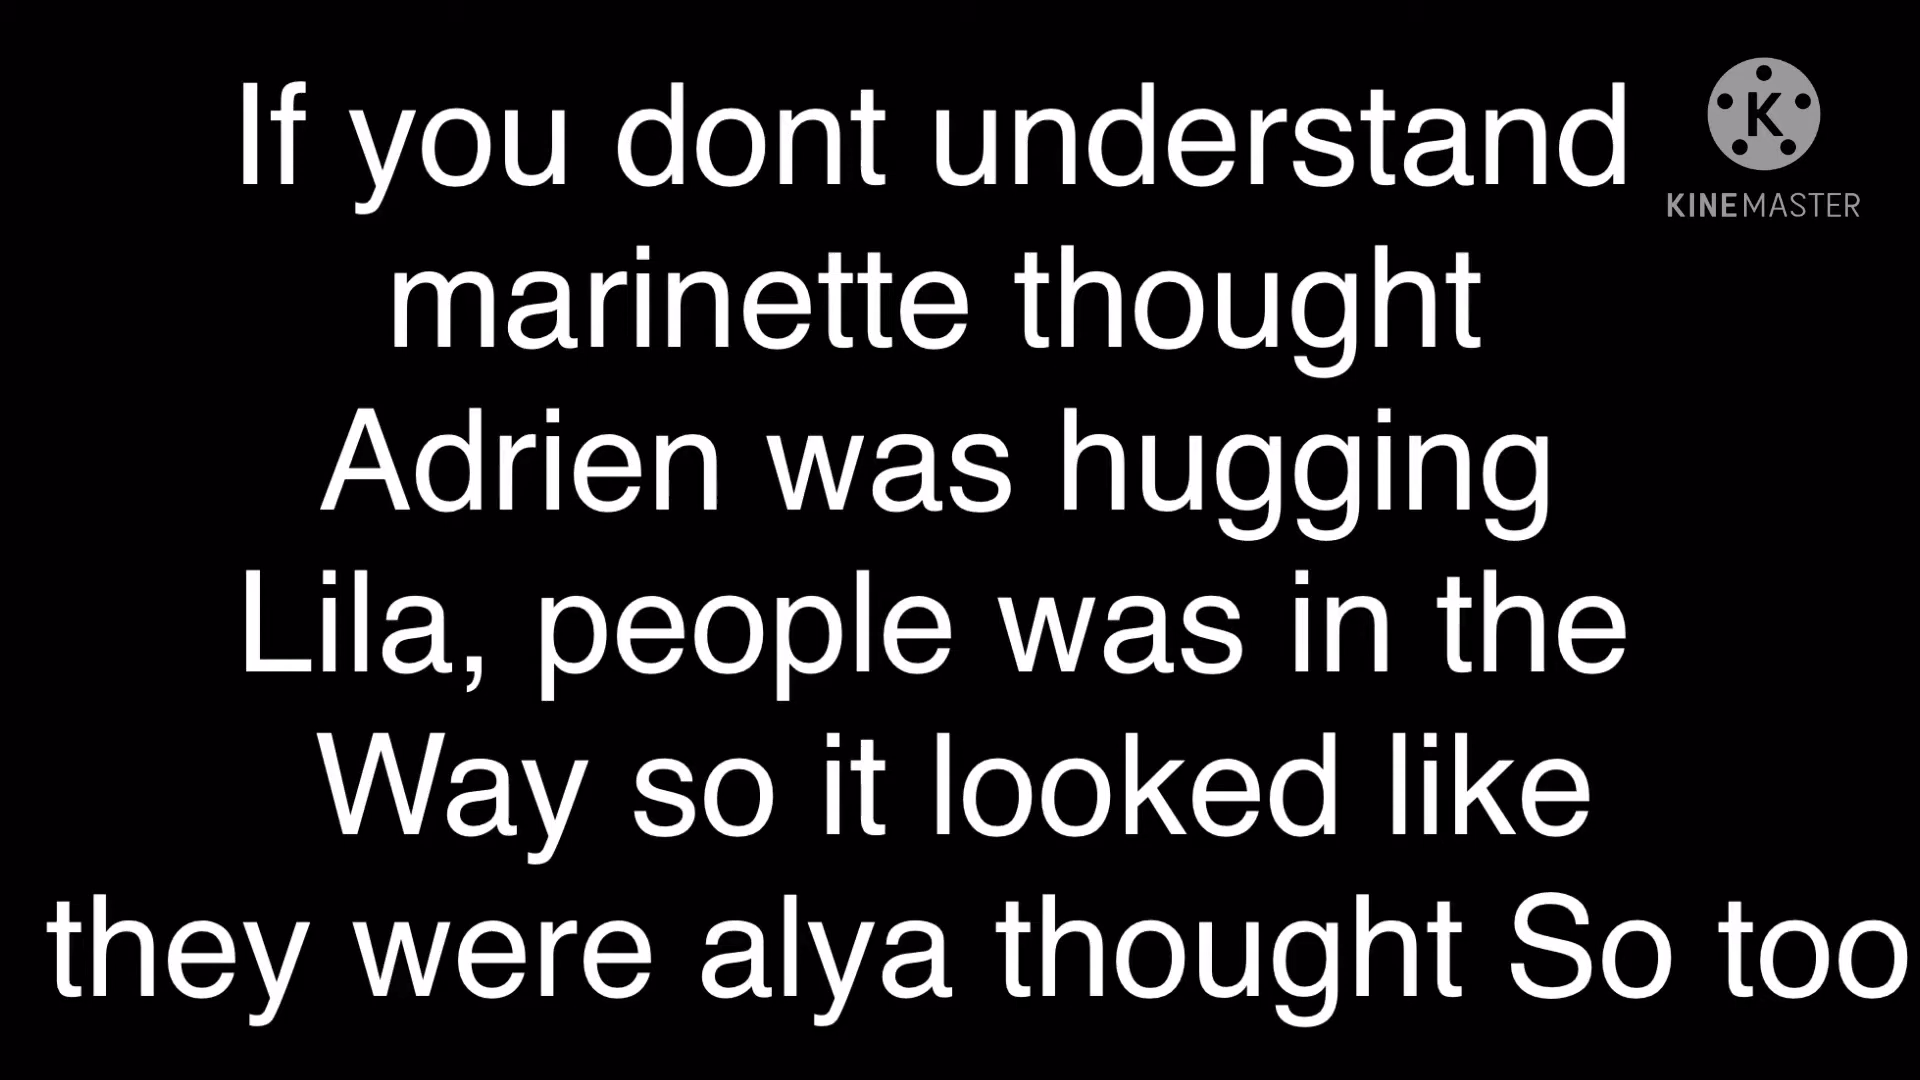 If you dont understand
marinette thought
Adrien was hugging
Lila, people was in the
Way so it looked like
they were alya thought So too
K
KINEMASTER